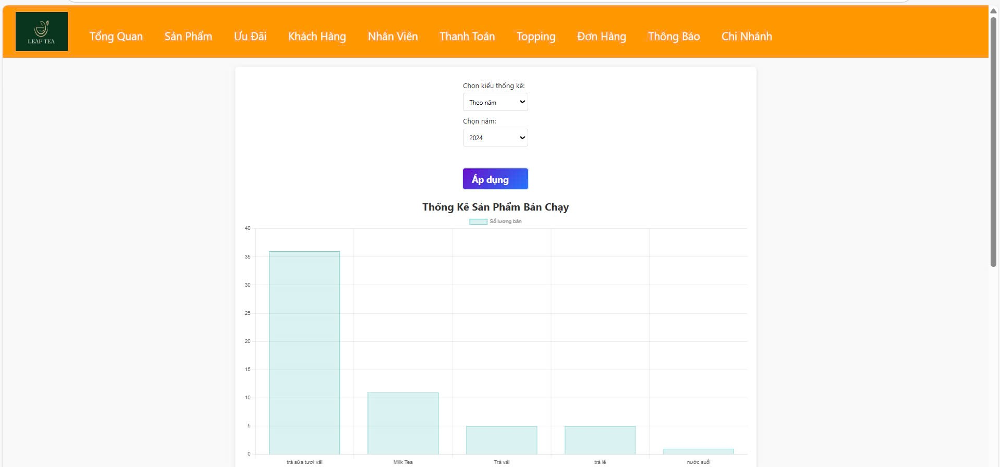 LEAF TEA
Tổng Quan Sản Phẩm Ưu Đãi Khách Hàng Nhân Viên Thanh Toán Topping Đơn Hàng Thông Báo Chi Nhánh
Chọn kiểu thống kê:
Theo năm
Chọn năm:
2024
Áp dụng
Thống Kê Sản Phẩm Bán Chạy
Số lượng bán
40
35
30
25
20
15
10
5
0
trà sữa tươi vãi Milk Tea Trà vải trà lê nước suối